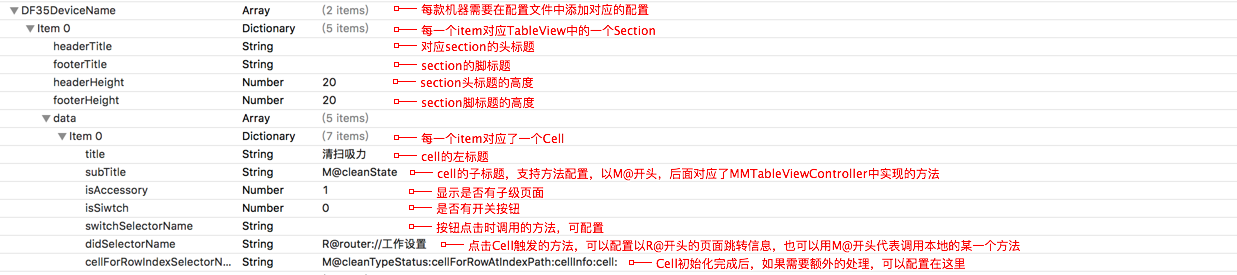 DF35DeviceName Array (2 items) 每款机器需要在配置文件中添加对应的配置
Item 0 Dictionary (5 items) 每一个item对应TableView中的一个Section
headerTitle String 对应section的头标题
footerTitle String section的脚标题
headerHeight Number 20 section头标题的高度
footerHeight Number 20 section脚标题的高度
data Array (5 items)
Item 0 Dictionary (7 items) 每一个item对应了一个Cell
title String 清扫吸力 cell的左标题
subTitle String M@cleanState cell的子标题，支持方法配置，以M@开头，后面对应了MMTableViewController中实现的方法
isAccessory Number 1 显示是否有子级页面
isSiwtch Number 0 是否有开关按钮
switchSelectorName String 按钮点击时调用的方法，可配置
didSelectorName String R@router://工作设置 点击Cell触发的方法，可以配置以R@开头的页面跳转信息，也可以用M@开头代表调用本地的某一个方法
cellForRowIndexSelectorN... String M@cleanTypeStatus:cellForRowAtIndexPath:cellInfo:cell: Cell初始化完成后，如果需要额外的处理，可以配置在这里